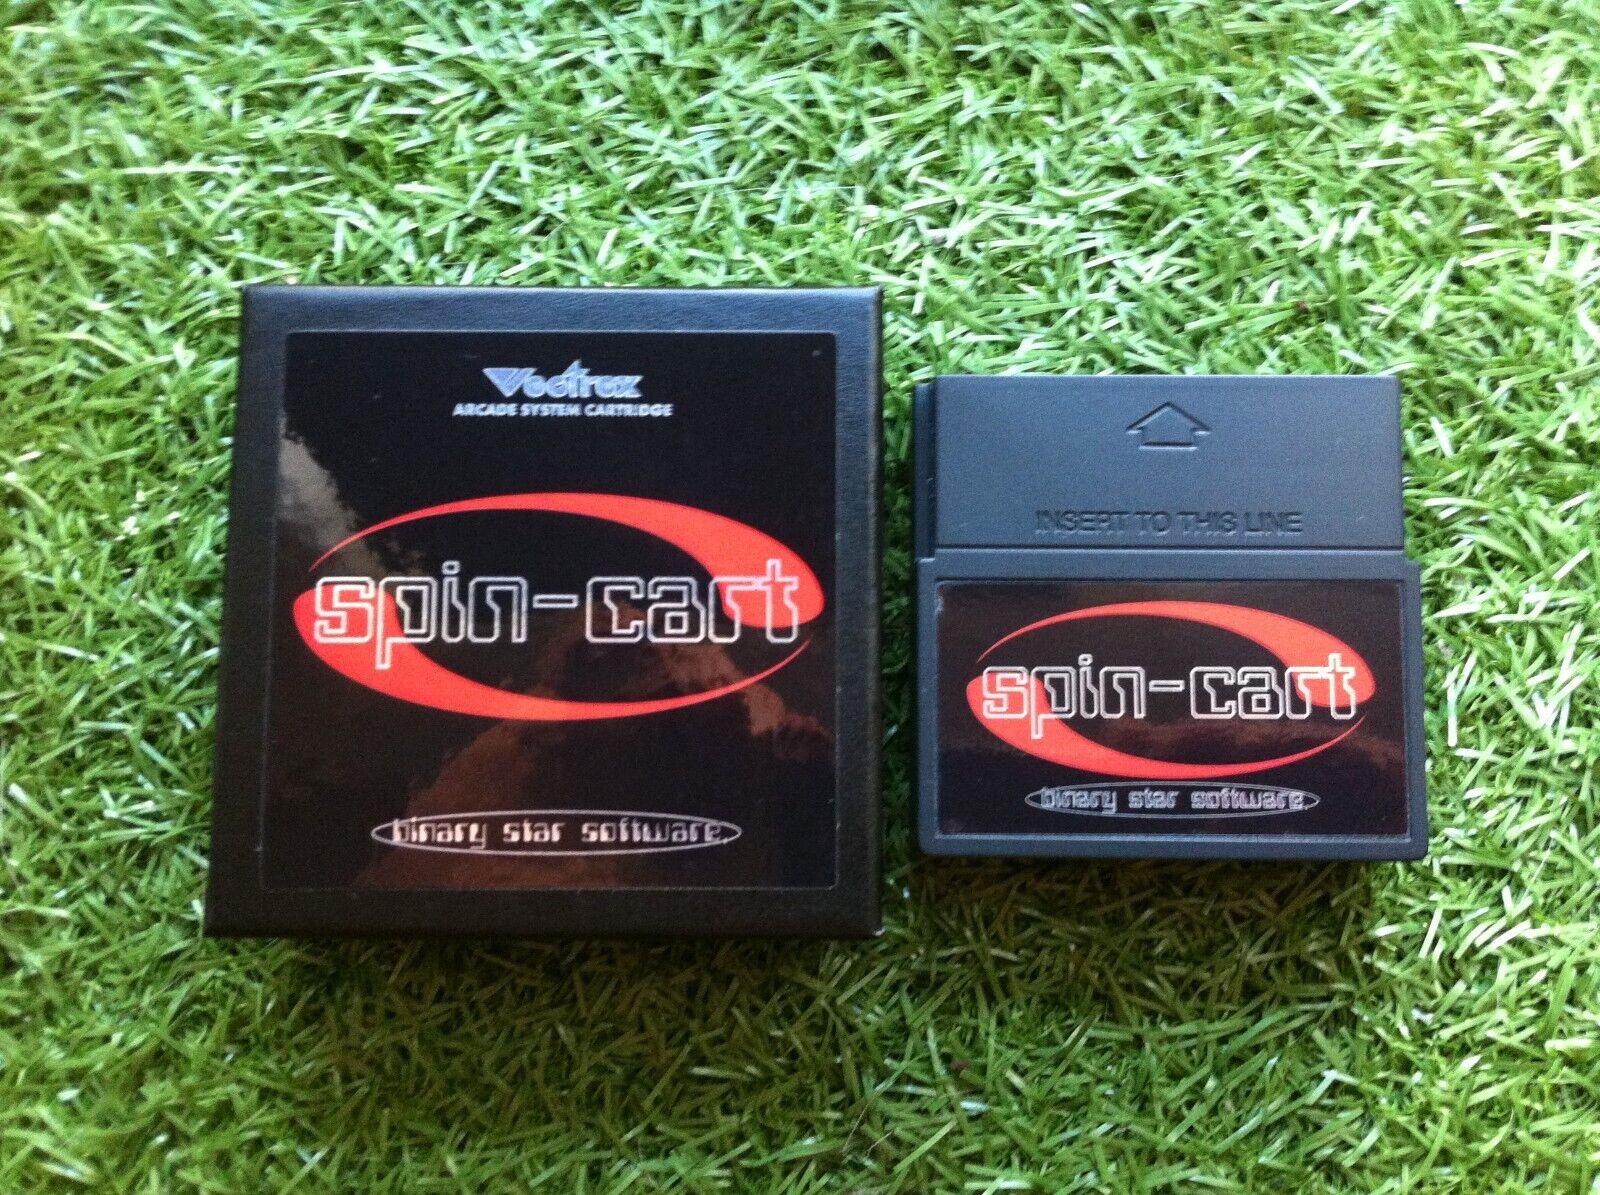 Vectrex
ARCADE SYSTEM CARTRIDGE
spin-cart
binary star software.
INSERT TO THIS LINE
spin-cart
binary star software.